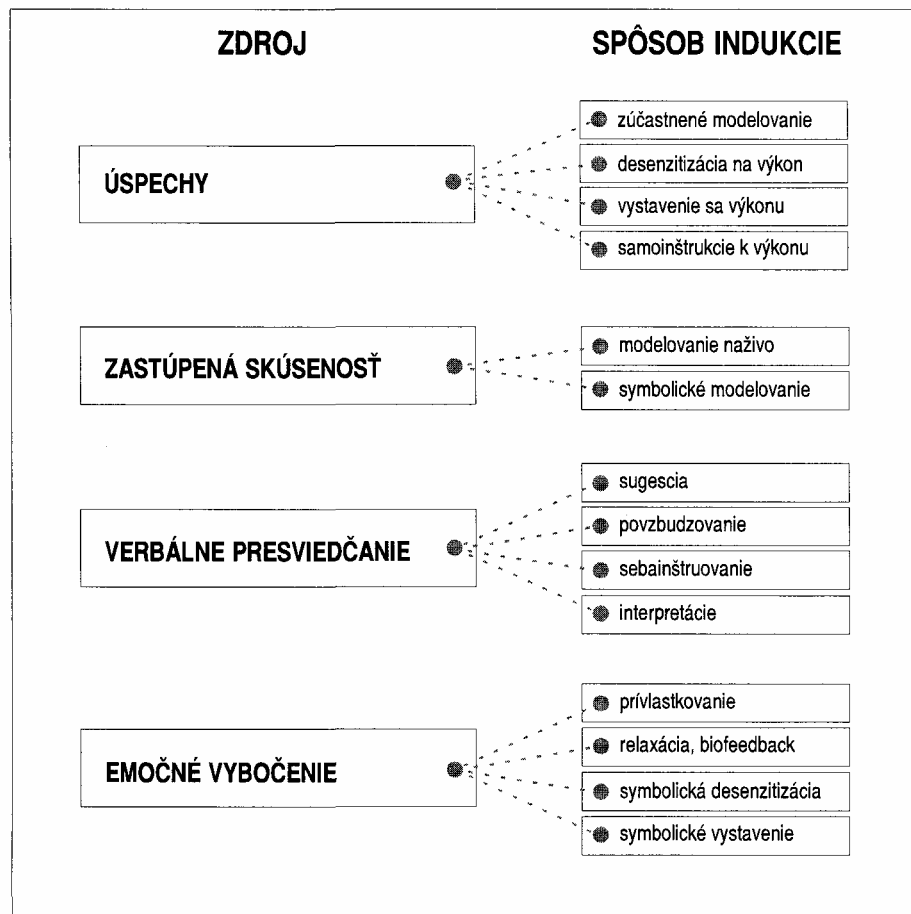 ZDROJ
SPÔSOB INDUKCIE
ÚSPECHY
zúčastnené modelovanie
desenzitizácia na výkon
vystavenie sa výkonu
samoinštrukcie k výkonu
ZASTÚPENÁ SKÚSENOSŤ
modelovanie naživo
symbolické modelovanie
VERBÁLNE PRESVIEDČANIE
sugescia
povzbudzovanie
sebainštruovanie
interpretácie
EMOČNÉ VYBOČENIE
prívlastkovanie
relaxácia, biofeedback
symbolická desenzitizácia
symbolické vystavenie